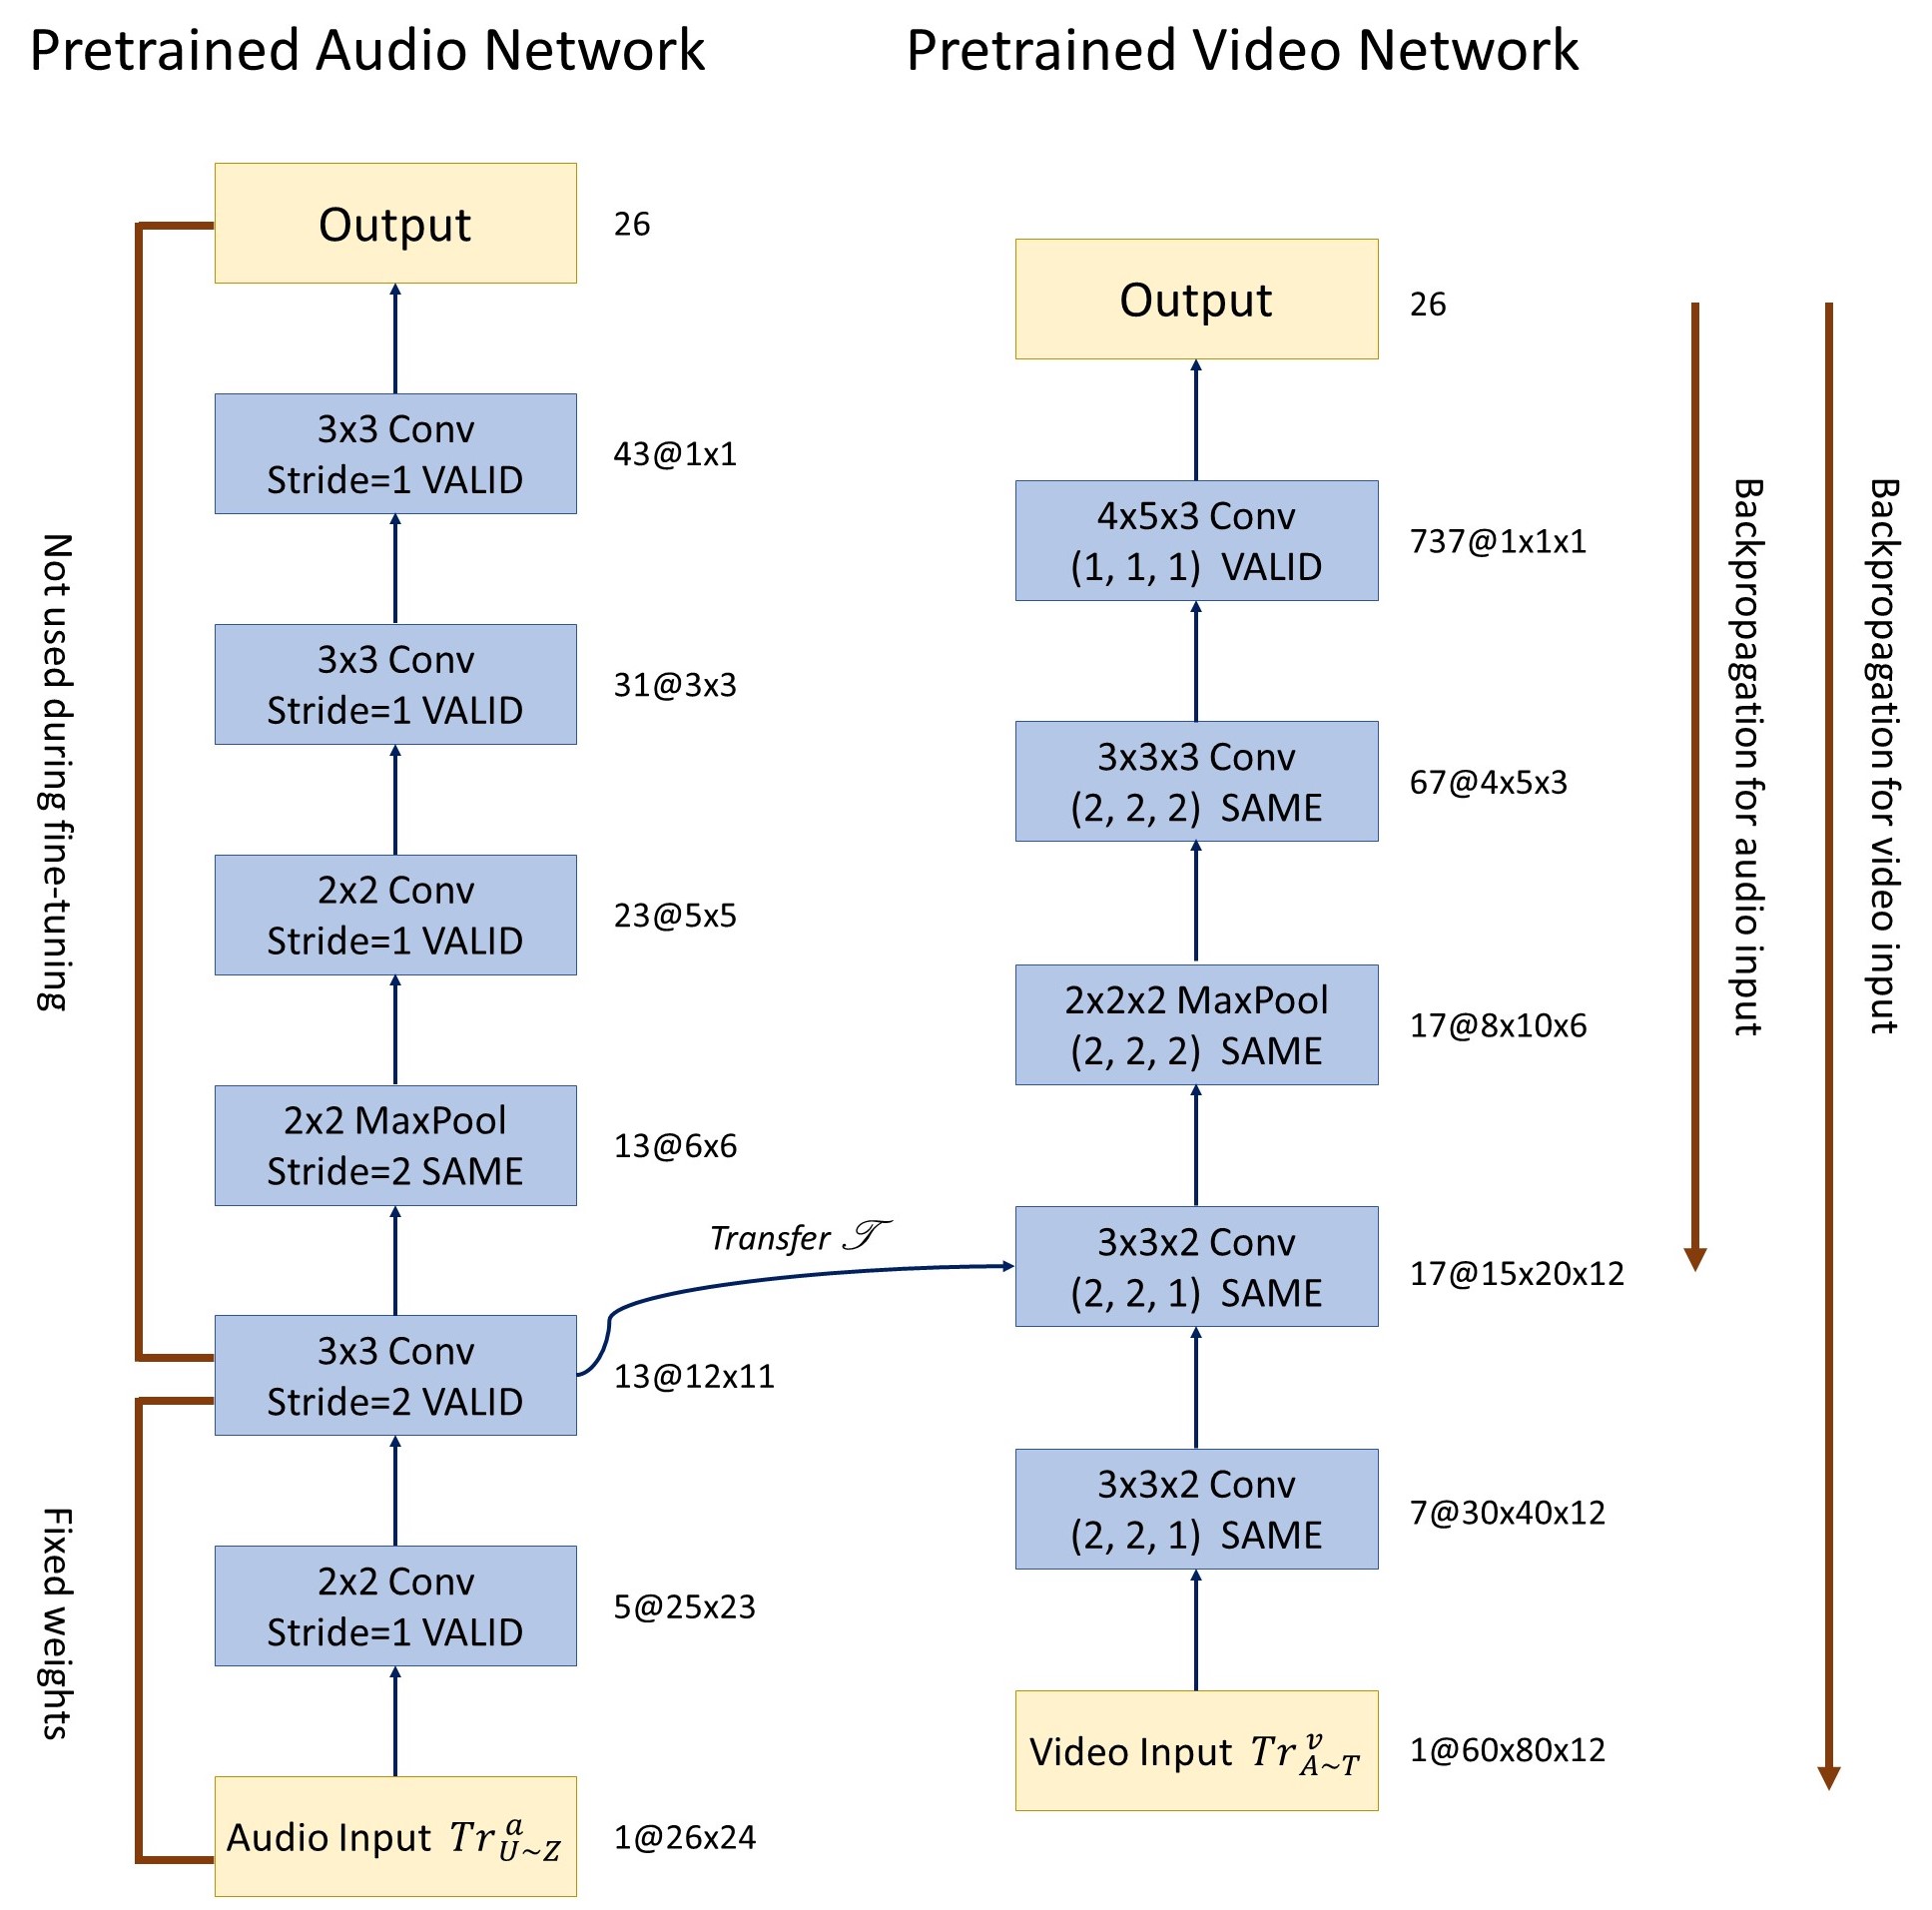 Pretrained Audio Network
Output
26
3x3 Conv
Stride=1 VALID
43@1x1
3x3 Conv
Stride=1 VALID
31@3x3
2x2 Conv
Stride=1 VALID
23@5x5
2x2 MaxPool
Stride=2 SAME
13@6x6
3x3 Conv
Stride=2 VALID
13@12x11
2x2 Conv
Stride=1 VALID
5@25x23
Audio Input Tr^a_{U~Z}
1@26x24
Not used during fine-tuning
Fixed weights
Transfer 𝒯
Pretrained Video Network
Output
26
4x5x3 Conv
(1, 1, 1) VALID
737@1x1x1
3x3x3 Conv
(2, 2, 2) SAME
67@4x5x3
2x2x2 MaxPool
(2, 2, 2) SAME
17@8x10x6
3x3x2 Conv
(2, 2, 1) SAME
17@15x20x12
3x3x2 Conv
(2, 2, 1) SAME
7@30x40x12
Video Input Tr^v_{A~T}
1@60x80x12
Backpropagation for audio input
Backpropagation for video input